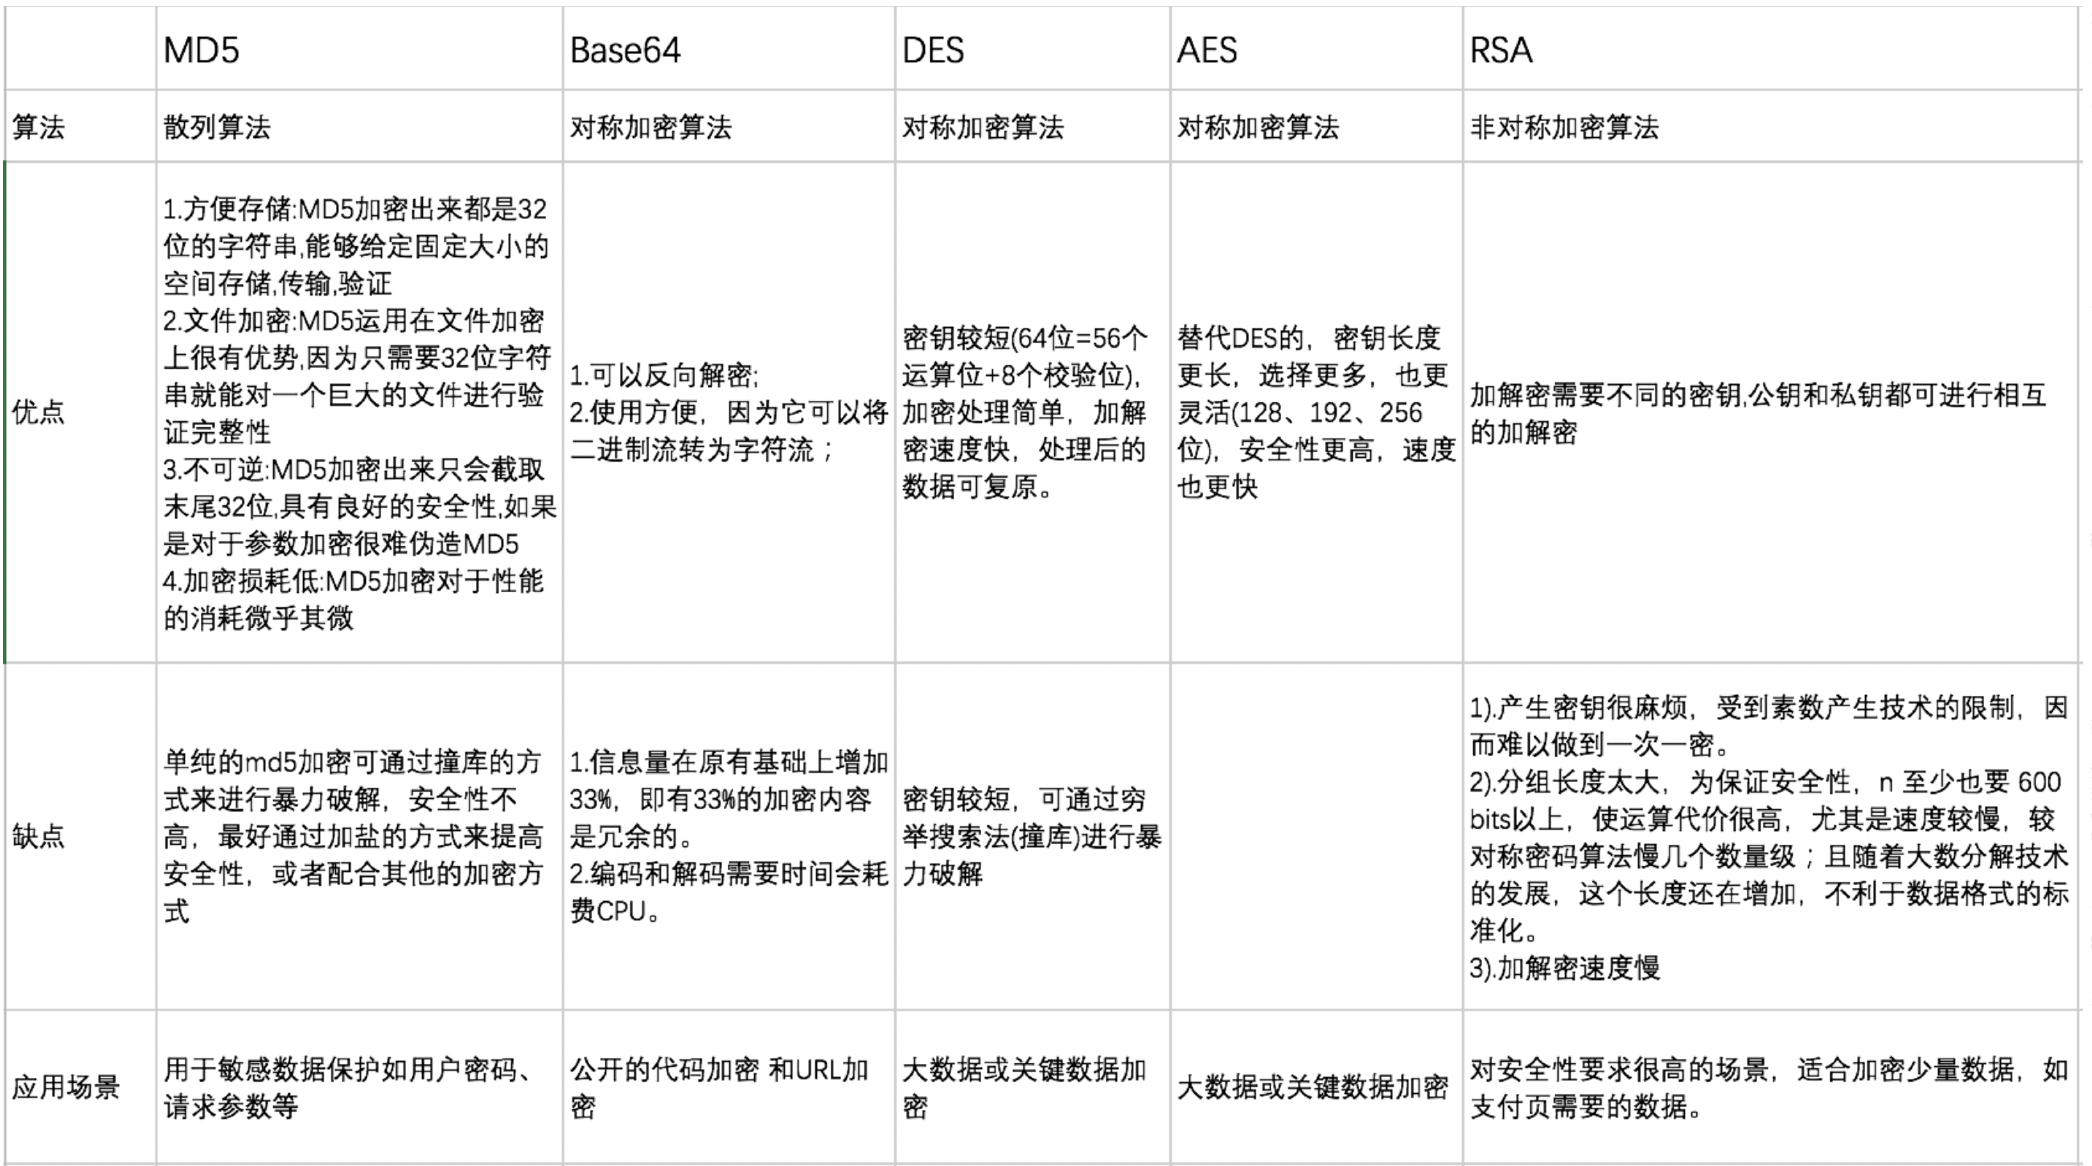 MD5
Base64
DES
AES
RSA
算法
散列算法
对称加密算法
对称加密算法
对称加密算法
非对称加密算法
优点
1.方便存储:MD5加密出来都是32
位的字符串,能够给定固定大小的
空间存储,传输,验证
2.文件加密:MD5运用在文件加密
上很有优势,因为只需要32位字符
串就能对一个巨大的文件进行验
证完整性
3.不可逆:MD5加密出来只会截取
末尾32位,具有良好的安全性,如果
是对于参数加密很难伪造MD5
4.加密损耗低:MD5加密对于性能
的消耗微乎其微
1.可以反向解密;
2.使用方便，因为它可以将
二进制流转为字符流；
密钥较短(64位=56个
运算位+8个校验位)，
加密处理简单，加解
密速度快，处理后的
数据可复原。
替代DES的，密钥长度
更长，选择更多，也更
灵活(128、192、256
位)，安全性更高，速度
也更快
加解密需要不同的密钥,公钥和私钥都可进行相互
的加解密
缺点
单纯的md5加密可通过撞库的方
式来进行暴力破解，安全性不
高，最好通过加盐的方式来提高
安全性，或者配合其他的加密方
式
1.信息量在原有基础上增加
33%，即有33%的加密内容
是冗余的。
2.编码和解码需要时间会耗
费CPU。
密钥较短，可通过穷
举搜索法(撞库)进行暴
力破解
1).产生密钥很麻烦，受到素数产生技术的限制，因
而难以做到一次一密。
2).分组长度太大，为保证安全性，n 至少也要 600
bits以上，使运算代价很高，尤其是速度较慢，较
对称密码算法慢几个数量级；且随着大数分解技术
的发展，这个长度还在增加，不利于数据格式的标
准化。
3).加解密速度慢
应用场景
用于敏感数据保护如用户密码、
请求参数等
公开的代码加密 和URL加
密
大数据或关键数据加
密
大数据或关键数据加密
对安全性要求很高的场景，适合加密少量数据，如
支付页需要的数据。